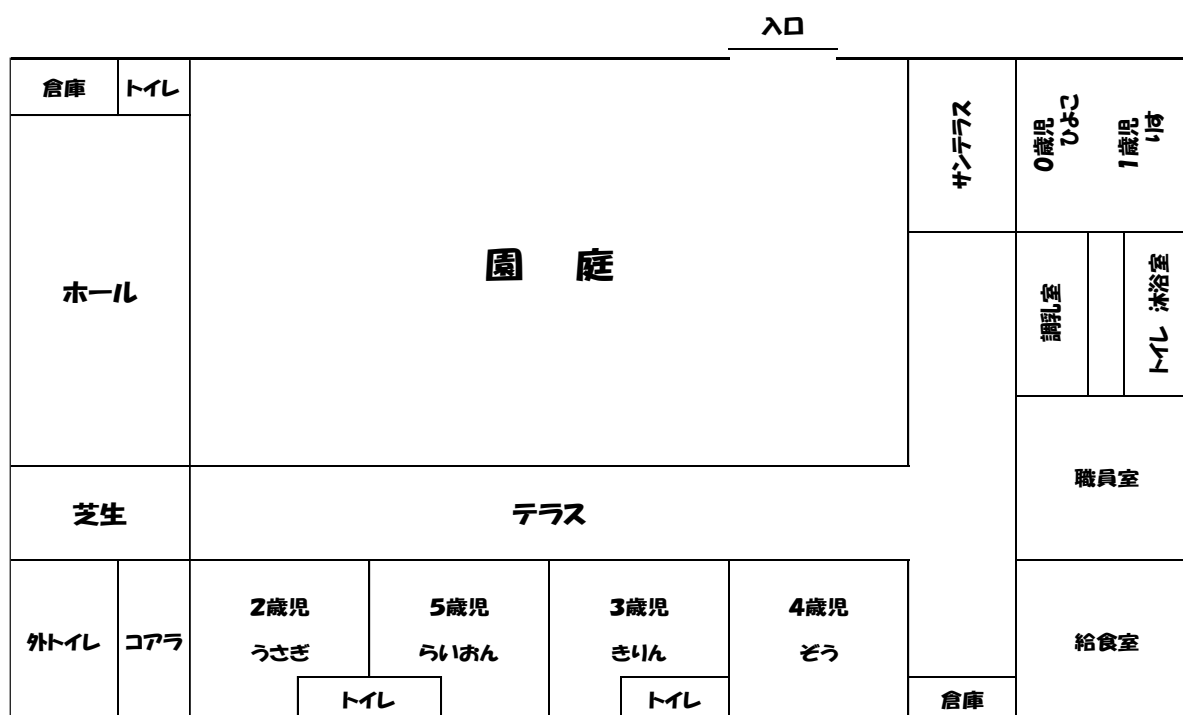 入口
倉庫
トイレ
サンテラス
0歳児
ひよこ
1歳児
りす
ホール
園 庭
調乳室
トイレ 沐浴室
職員室
芝生
テラス
外トイレ
コアラ
2歳児
うさぎ
5歳児
らいおん
3歳児
きりん
4歳児
ぞう
給食室
トイレ
トイレ
倉庫